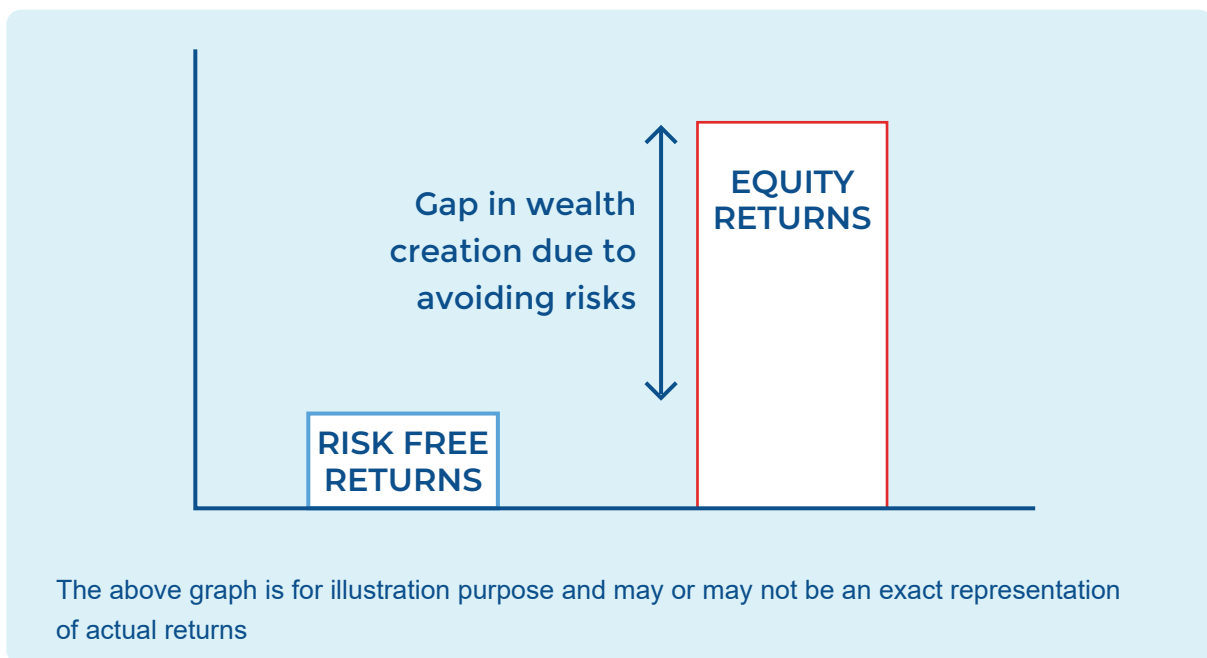 EQUITY
RETURNS
Gap in wealth
creation due to
avoiding risks
RISK FREE
RETURNS
The above graph is for illustration purpose and may or may not be an exact representation
of actual returns